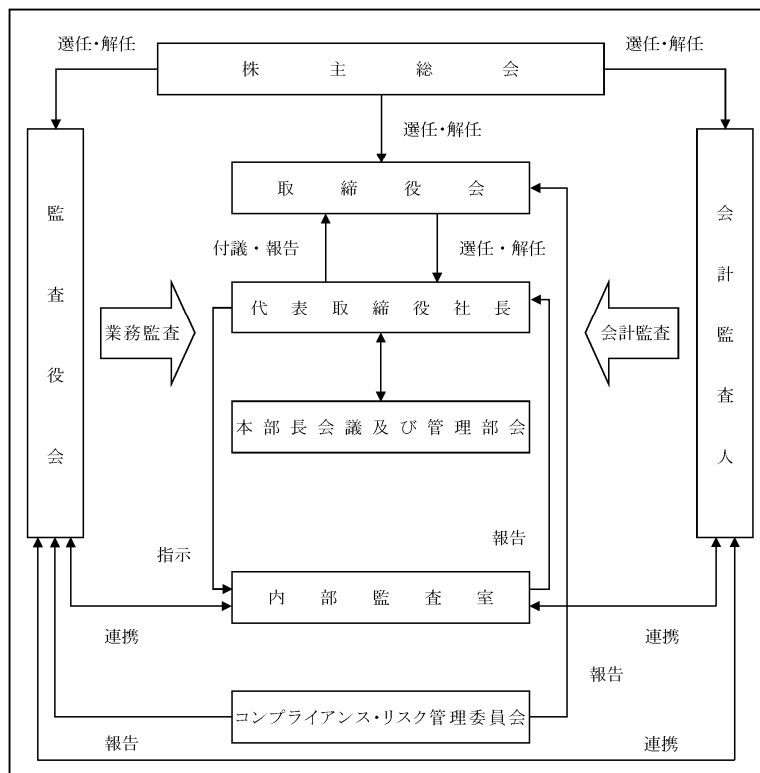 選任・解任
選任・解任
株主総会
選任・解任
取締役会
監査役会
会計監査人
付議・報告
選任・解任
代表取締役社長
業務監査
会計監査
本部長会議及び管理部会
指示
報告
内部監査室
連携
連携
報告
コンプライアンス・リスク管理委員会
報告
連携